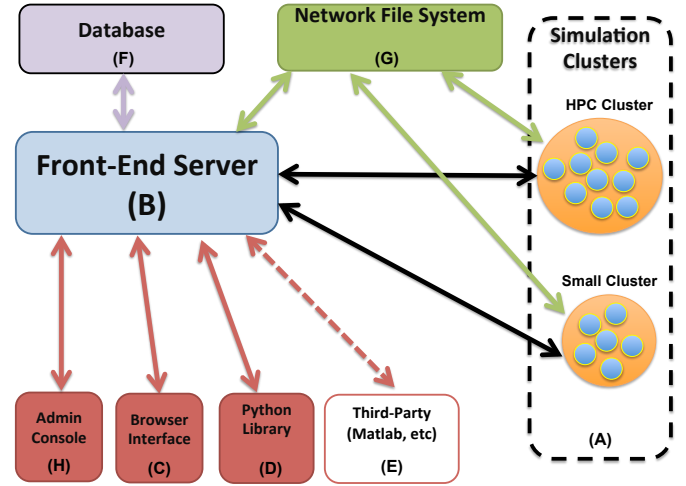 Database
(F)
Network File System
(G)
Simulation
Clusters
HPC Cluster
Front-End Server
(B)
Small Cluster
Admin
Console
(H)
Browser
Interface
(C)
Python
Library
(D)
Third-Party
(Matlab, etc)
(E)
(A)